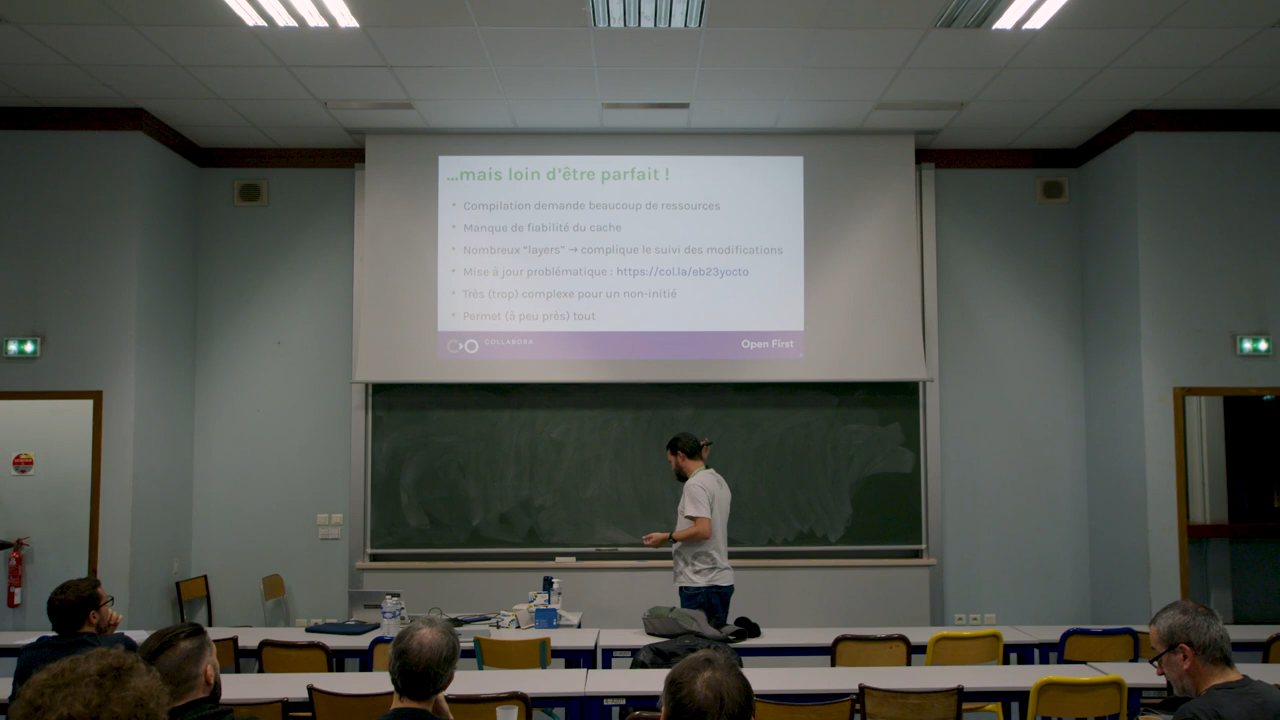 ...mais loin d'être parfait !
Compilation demande beaucoup de ressources
Manque de fiabilité du cache
Nombreux "layers" → complique le suivi des modifications
Mise à jour problématique : https://col.la/eb23yocto
Très (trop) complexe pour un non-initié
Permet (à peu près) tout
COLLABORA
Open First